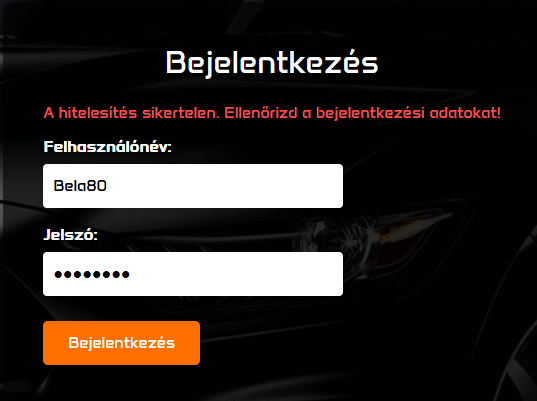 Bejelentkezés
A hitelesítés sikertelen. Ellenőrizd a bejelentkezési adatokat!
Felhasználónév:
Bela80
Jelszó:
●●●●●●●●
Bejelentkezés